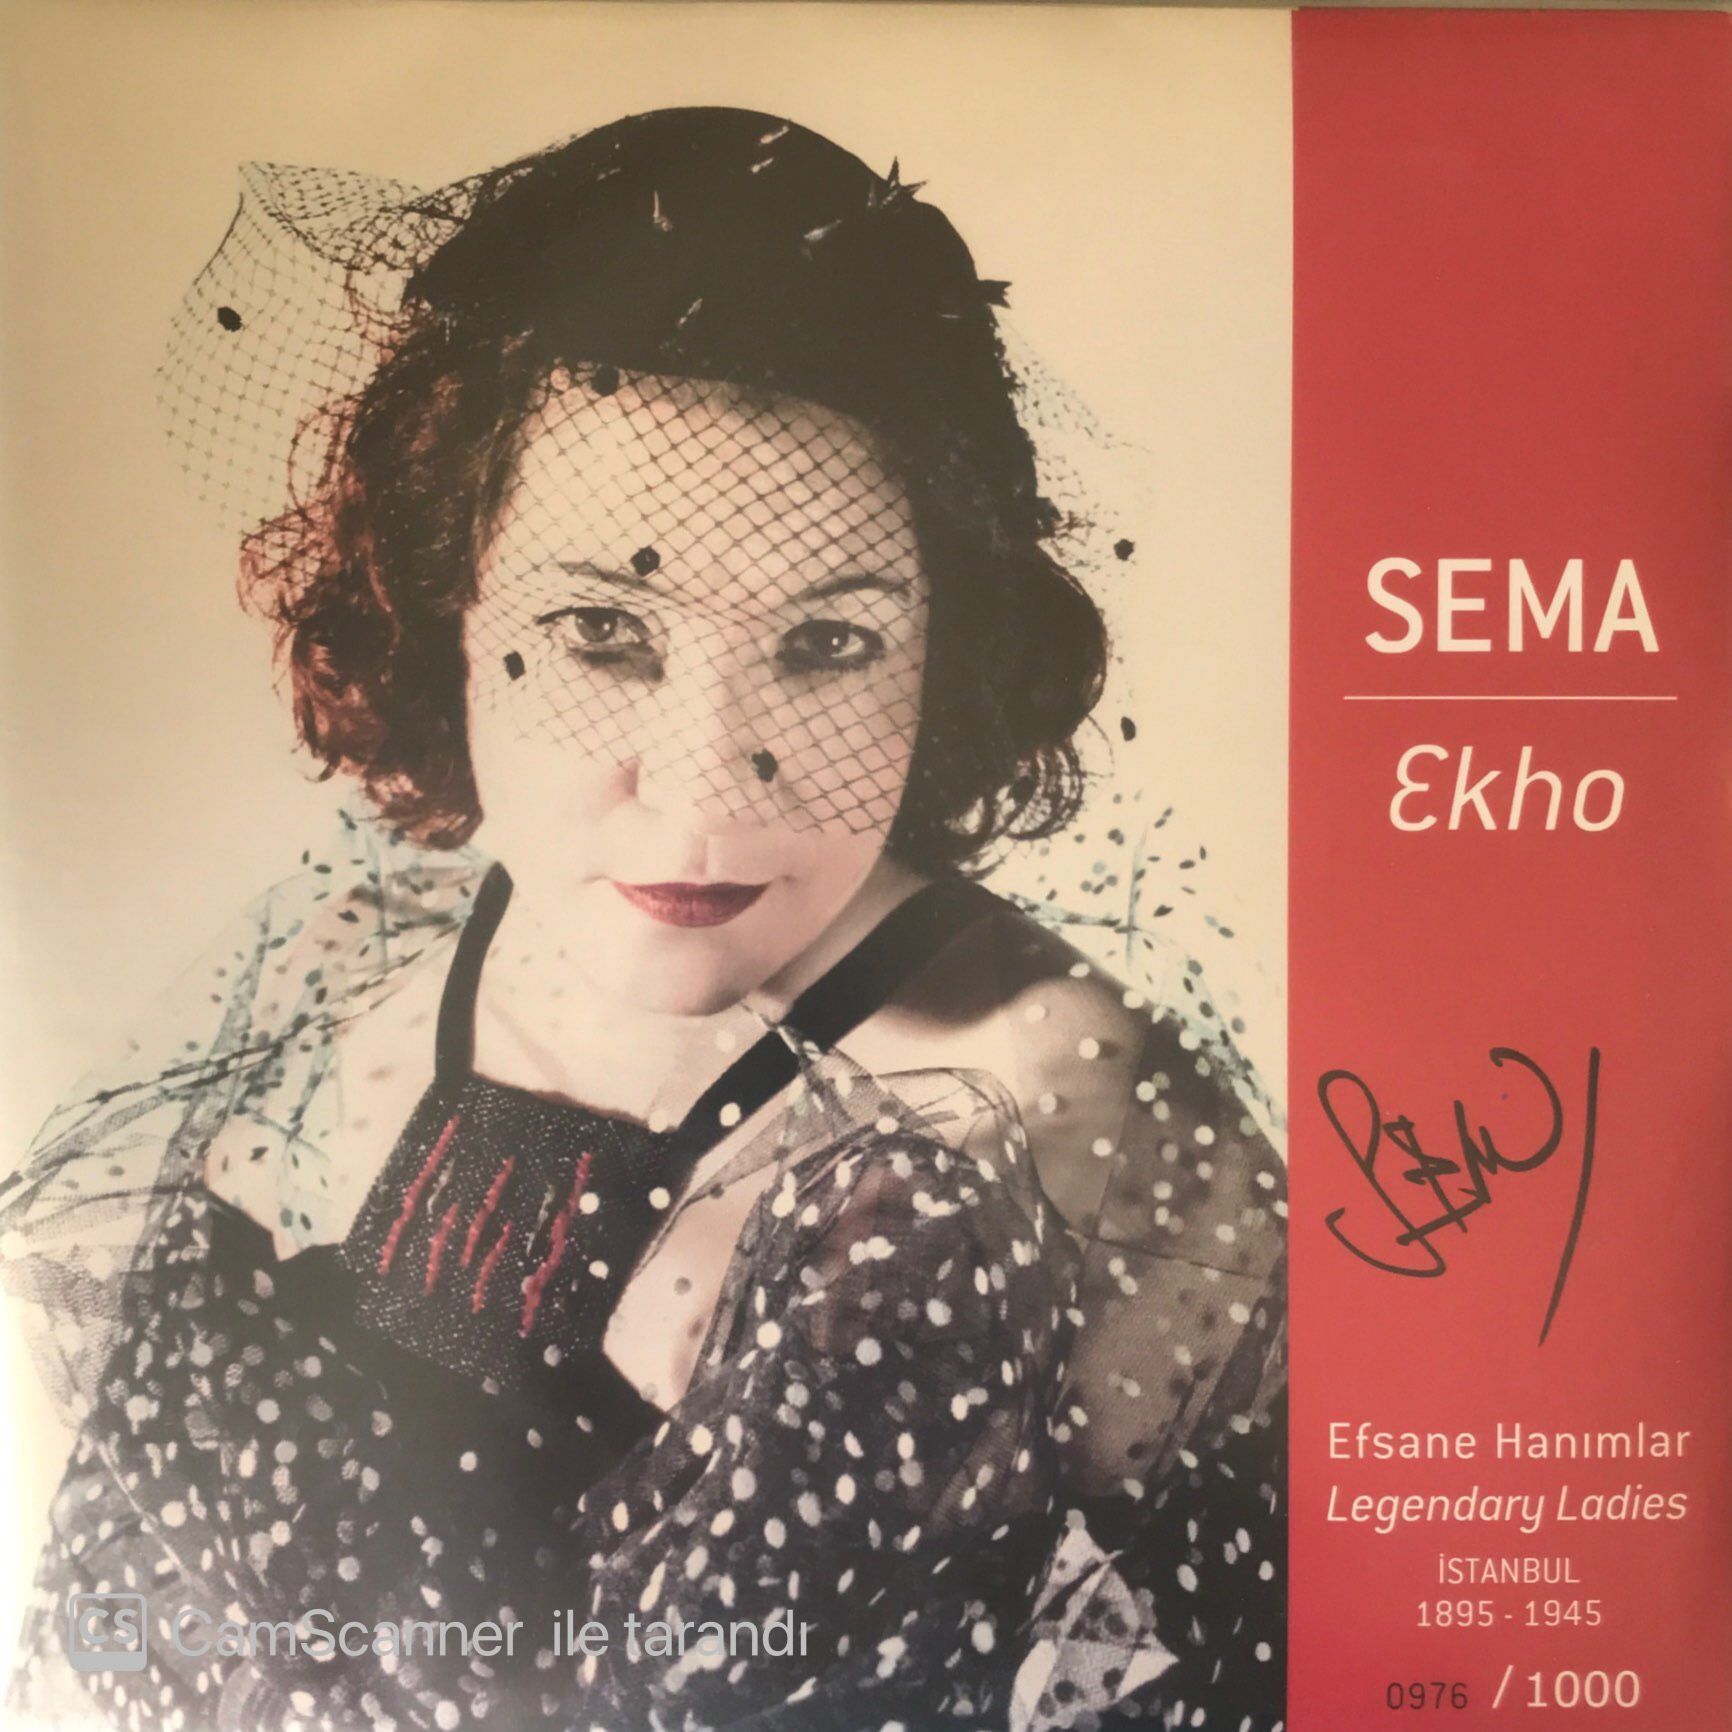 SEMA
Ekho
Efsane Hanımlar
Legendary Ladies
İSTANBUL
1895 - 1945
0976 / 1000
CS CamScanner ile tarandı